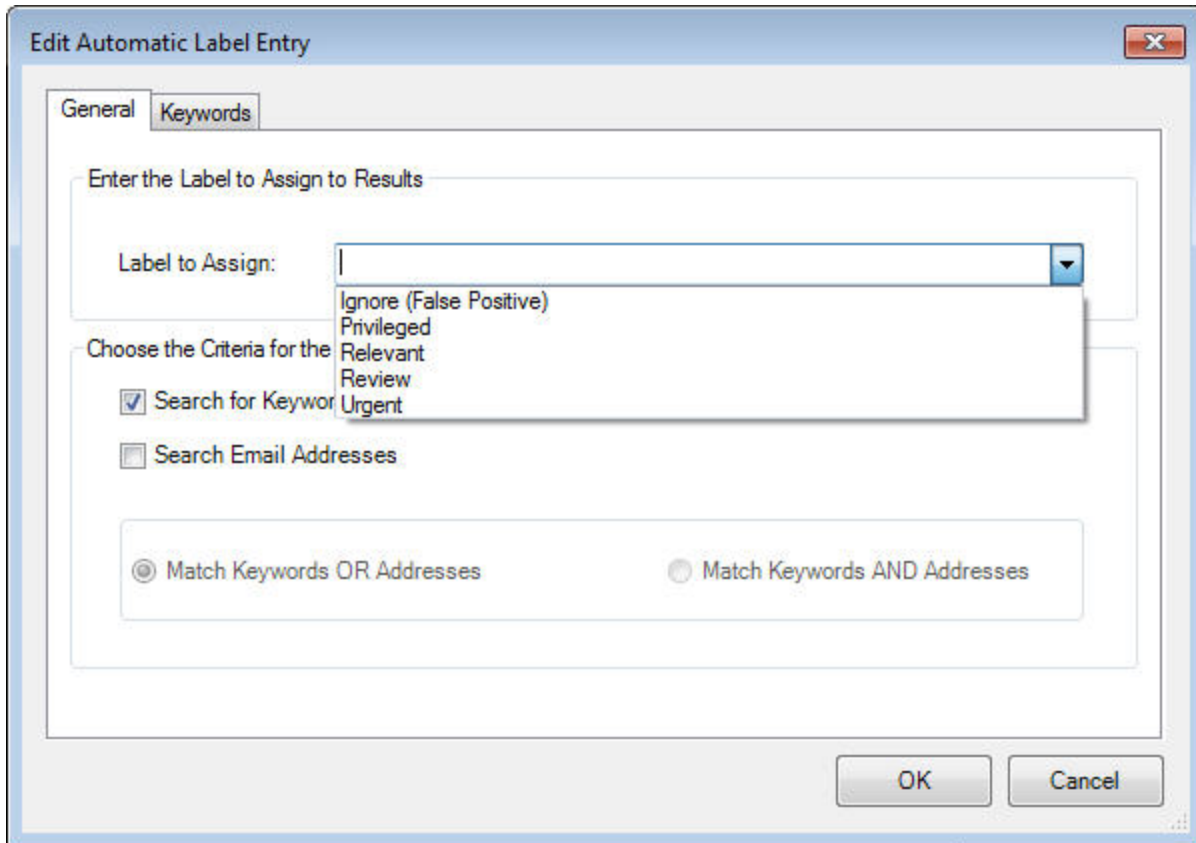 Edit Automatic Label Entry
General Keywords
Enter the Label to Assign to Results
Label to Assign:
Ignore (False Positive)
Privileged
Relevant
Review
Urgent
Choose the Criteria for the
Search for
Search Email Addresses
Match Keywords OR Addresses Match Keywords AND Addresses
OK Cancel